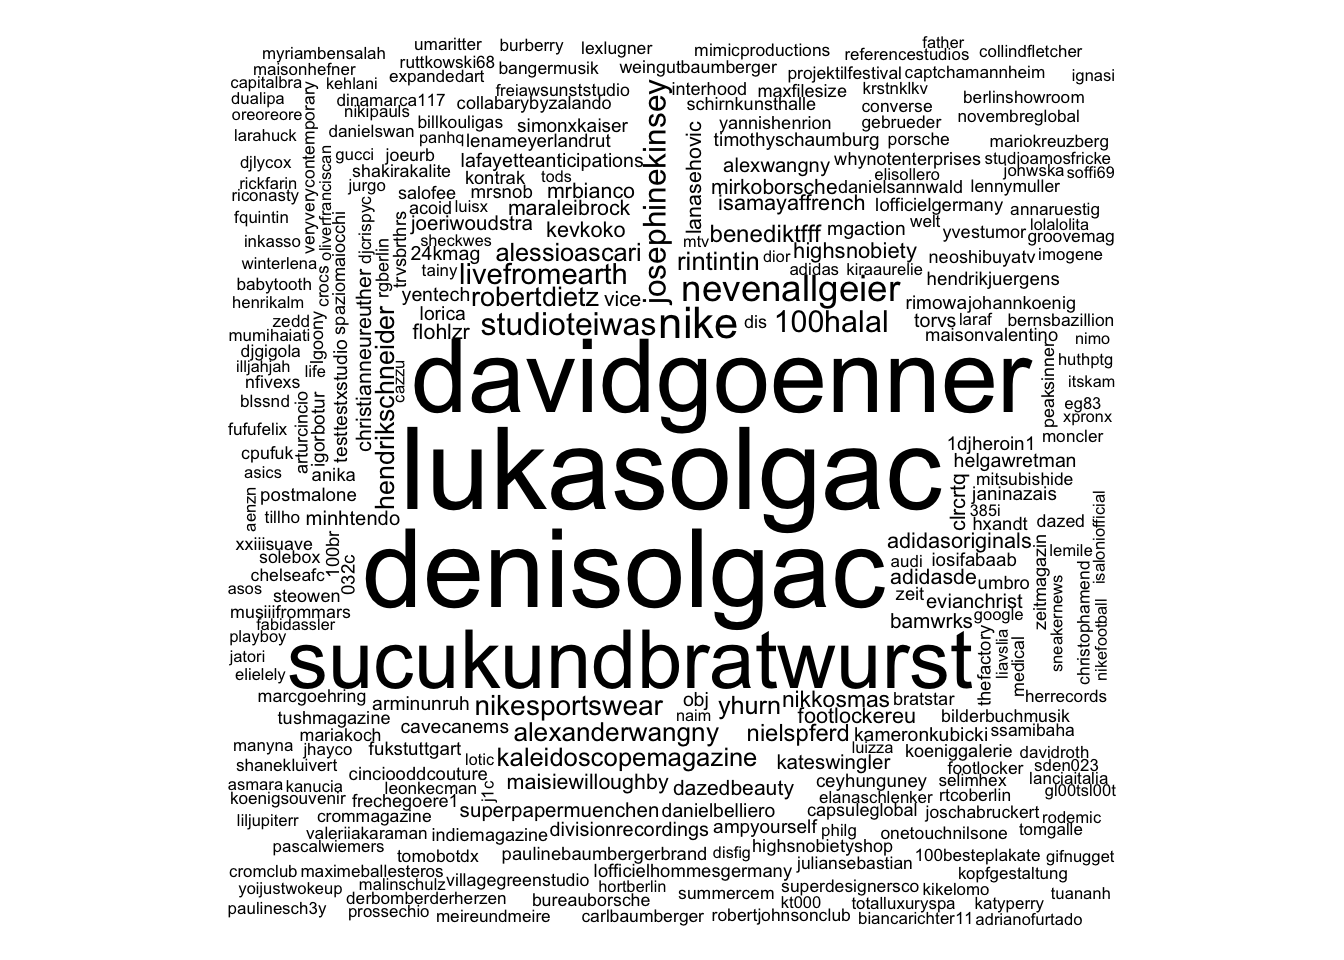 father
umaritter burberry lexlugner mimicproductions referencestudios collindfletcher
myriambensalah ruttkowski68 bangermusik weingutbaumberger projektilfestival captchamannheim ignasi
maisonhefner expandedart
capitalbra kehlani freiawsunststudio interhood maxfilesize krstnklkv berlinshowroom
dualipa dinamarca117 collabarybyzalando schirnkunsthalle converse
oreoreore nikipauls billkouligas simonxkaiser yannishenrion gebrueder novembreglobal
larahuck danielswan panhq lenameyerlandrut timothyschaumburg porsche mariokreuzberg
djlycox gucci joeurb lafayetteanticipations alexwangny whynotenterprises studioamosfricke
shakirakalite kontrak tods elisollero johwska soffi69
rickfarin jurgo mirkoborsche danielsannwald lennymuller
riconasty salofee mrsnob mrbianco isamayaffrench lofficielgermany annaruestig
fquintin acoid luisx maraleibrock welt lolalolita
joeriwoudstra kevkoko benediktfff mgaction yvestumor groovemag
inkasso sheckwes mtv highsnobiety
24kmag alessioascari rintintin dior neoshibuyatv imogene
winterlena tainy livefromearth adidas kiraaurelie hendrikjuergens
babytooth yentech robertdietz vice nevenallgeier
henrikalm rimowa johannkoenig
zedd lorica studioteiwas nike dis 100halal torvs laraf bernsbazillion
mumihaiati flohlzr maisonvalentino nimo
veryverycontemporary
oliverfranciscan
crocs
lgoony
spaziomaiocchi
djcrispyc
rgberlin
trvsbrthrs
josephinekinsey
lanasehovic
djgigola huthptg
illjahjah life
nfivexs itskam
davidgoenner
blssnd eg83
xpronx
fufufelix moncler
arturcincio
igorbotur
testtestxstudio
christianneureuther
hendrikschneider
cazzu
peaksinner
cpufuk 1djheroin1
asics anika helgawretman
lukasolgac
mitsubishide
postmalone janinazais
385i
tillho minhtendo hxandt dazed
aenzn
clrcrtq
isaloniofficial
xxiiisuave adidasoriginals
solebox lemile
chelseafc audi iosifabaab
denisolgac
asos adidasde umbro
steowen zeit evianchrist
musiiifrommars google
fabidassler bamwrks
100br
032c
zeitmagazin
sneakernews
christophamend
nikefootball
playboy
jatori
elielely
sucukundbratwurst
thefactory
liavslia
medical
marcgoehring arminunruh nikesportswear obj yhurn nikkosmas bratstar herrecords
tushmagazine naim footlockereu bilderbuchmusik
mariakoch cavecanems alexanderwangny nielspferd kameronkubicki ssamibaha
manyna jhayco fukstuttgart luizza koeniggalerie davidroth
shanekluivert lotic kaleidoscopemagazine kateswingler footlocker sden023
cinciooddcouture
asmara kanucia leonkecman maisiewilloughby dazedbeauty ceyhunguney selimhex lanciaitalia
koenigsouvenir frechegoere1 elanaschlenker rtcoberlin gl00tsl00t
j1c
liljupiterr crommagazine superpapermuenchen danielbelliero capsuleglobal joschabruckert rodemic
valeriiakaraman indiemagazine divisionrecordings ampyourself philg onetouchnilsone tomgalle
pascalwiemers highsnobietyshop
tomobotdx paulinebaumbergerbrand disfig juliansebastian 100besteplakate gifnugget
cromclub maximeballesteros lofficielhommesgermany kopfgestaltung
yoijustwokeup malinschulz villagegreenstudio hortberlin superdesignersco kikelomo tuananh
derbomberderherzen bureauborsche summercem kt000 totalluxuryspa katyperry
paulinesch3y prossechio meireundmeire carlbaumberger robertjohnsonclub biancarichter11 adrianofurtado